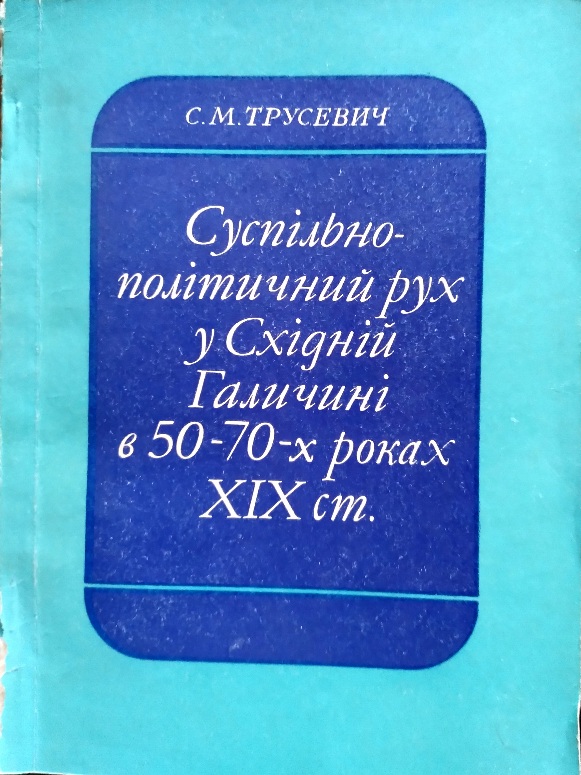 С. М. ТРУСЕВИЧ
Суспільно-
політичний рух
у Східній
Галичині
в 50-70-х роках
XIX ст.